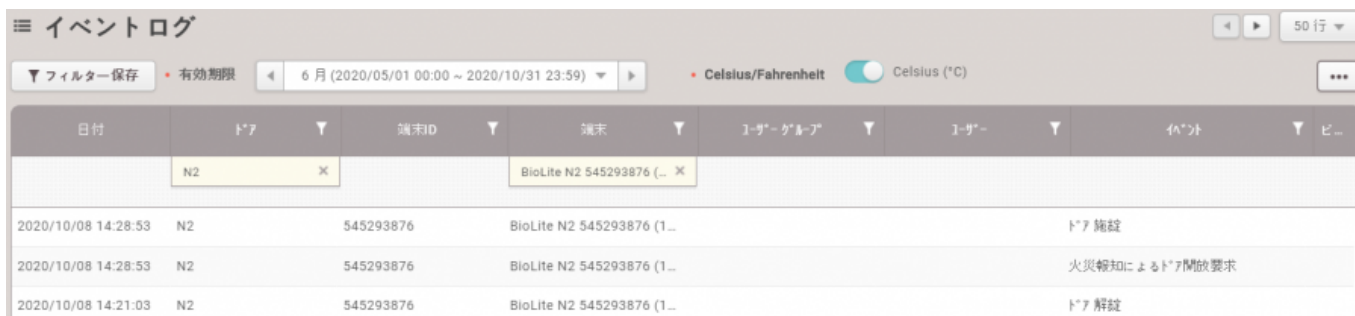 イベントログ
50 行
フィルター保存 • 有効期限 6 月 (2020/05/01 00:00 ~ 2020/10/31 23:59) • Celsius/Fahrenheit Celsius (°C)
日付 ﾄﾞｱ 端末ID 端末 ﾕｰｻﾞｰ ｸﾞﾙｰﾌﾟ ﾕｰｻﾞｰ ｲﾍﾞﾝﾄ ビ...
N2 × BioLite N2 545293876 (... ×
2020/10/08 14:28:53 N2 545293876 BioLite N2 545293876 (1... ﾄﾞｱ 施錠
2020/10/08 14:28:53 N2 545293876 BioLite N2 545293876 (1... 火災報知によるﾄﾞｱ開放要求
2020/10/08 14:21:03 N2 545293876 BioLite N2 545293876 (1... ﾄﾞｱ 解錠